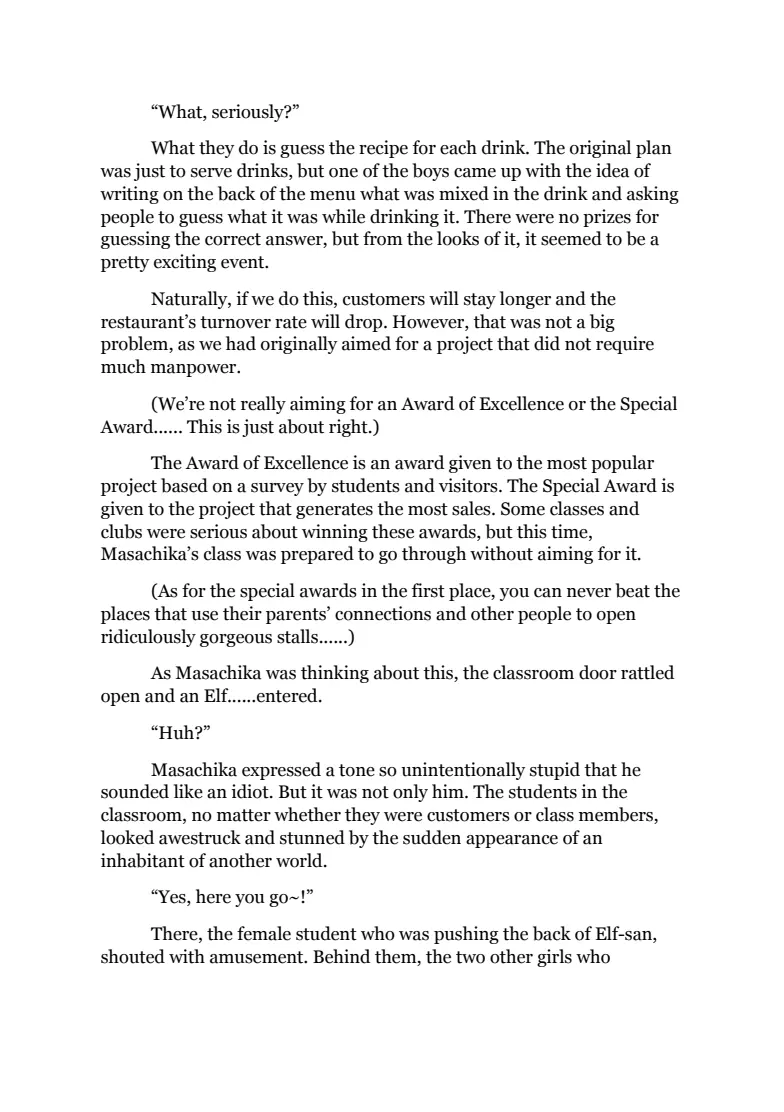 “What, seriously?”
What they do is guess the recipe for each drink. The original plan
was just to serve drinks, but one of the boys came up with the idea of
writing on the back of the menu what was mixed in the drink and asking
people to guess what it was while drinking it. There were no prizes for
guessing the correct answer, but from the looks of it, it seemed to be a
pretty exciting event.
Naturally, if we do this, customers will stay longer and the
restaurant’s turnover rate will drop. However, that was not a big
problem, as we had originally aimed for a project that did not require
much manpower.
(We’re not really aiming for an Award of Excellence or the Special
Award...... This is just about right.)
The Award of Excellence is an award given to the most popular
project based on a survey by students and visitors. The Special Award is
given to the project that generates the most sales. Some classes and
clubs were serious about winning these awards, but this time,
Masachika’s class was prepared to go through without aiming for it.
(As for the special awards in the first place, you can never beat the
places that use their parents’ connections and other people to open
ridiculously gorgeous stalls......)
As Masachika was thinking about this, the classroom door rattled
open and an Elf......entered.
“Huh?”
Masachika expressed a tone so unintentionally stupid that he
sounded like an idiot. But it was not only him. The students in the
classroom, no matter whether they were customers or class members,
looked awestruck and stunned by the sudden appearance of an
inhabitant of another world.
“Yes, here you go~!”
There, the female student who was pushing the back of Elf-san,
shouted with amusement. Behind them, the two other girls who